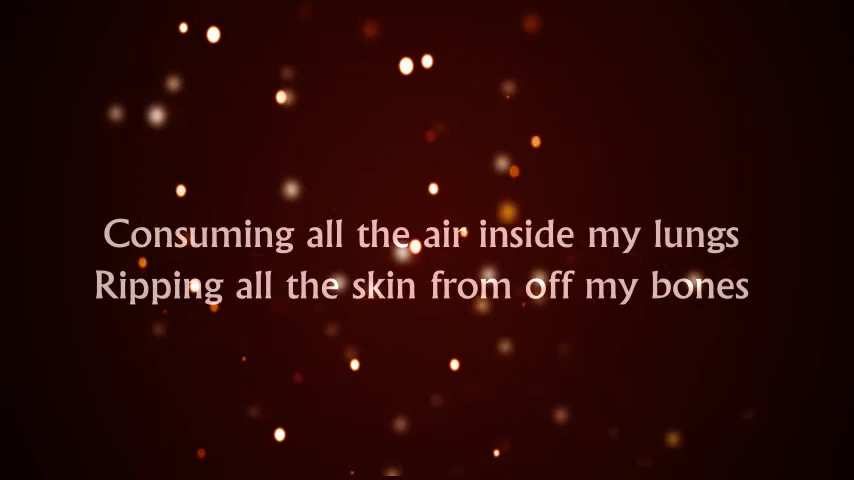 Consuming all the air inside my lungs
Ripping all the skin from off my bones